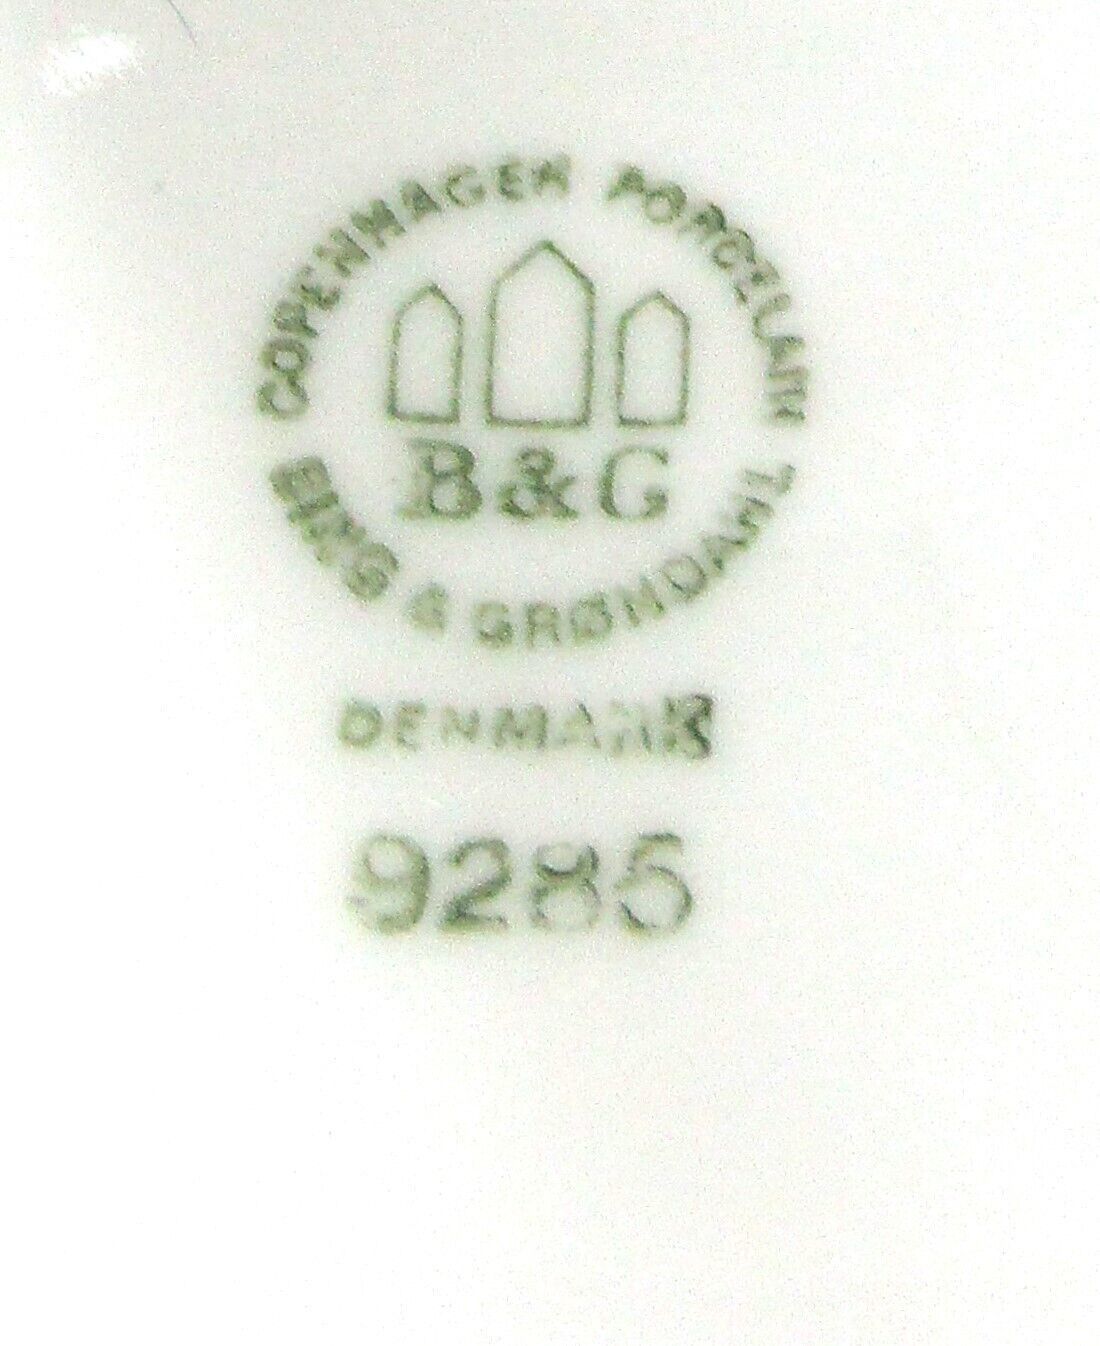 COPENHAGEN PORCELAIN
B&G
BING & GRØNDAHL
DENMARK
9285